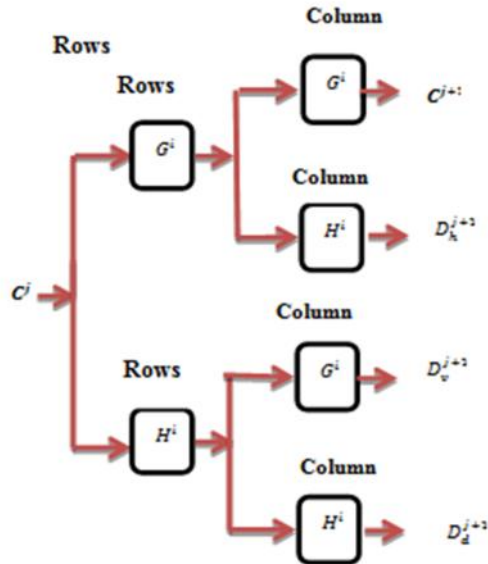 Column
Rows
Rows
G^i
C^{j+1}
G^i
Column
H^i
D_h^{j+1}
C^j
Column
Rows
G^i
D_v^{j+1}
H^i
Column
H^i
D_d^{j+1}